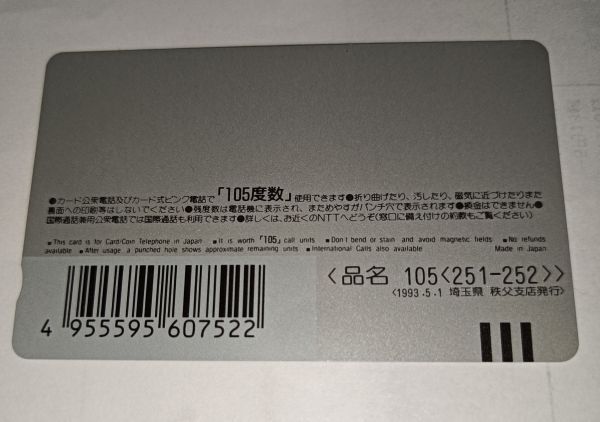 ●カード公衆電話及びカード式ピンク電話で「105度数」使用できます●折り曲げたり、汚したり、磁気に近づけたりまた
裏面への印刷等はしないでください●残度数は電話機に表示され、まためやすがパンチ穴で表示されます●換金はできません●
国際通話兼用公衆電話では国際通話も利用できます●詳しくは、お近くのNTTへどうぞ(窓口に備え付けの約款もご覧ください)
■This card is for Card/Coin Telephone in Japan ■It is worth「105」call units ■Don't bend or stain and avoid magnetic fields ■No refunds
available ■After usage a punched hole shows approximate remaining units ■International Calls also available Made in Japan
〈品名 105〈251-252〉〉
〈1993.5.1 埼玉県 秩父支店発行〉
4 955595 607522